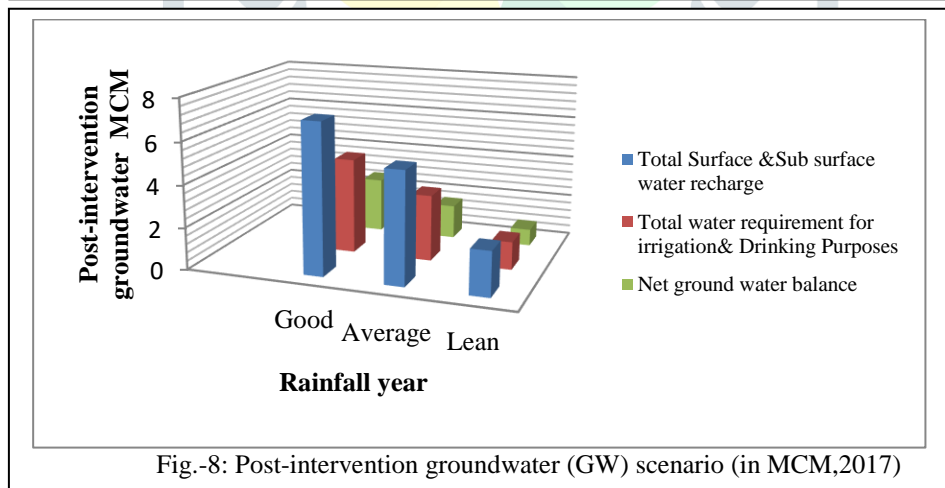 Post-intervention
groundwater MCM
8
6
4
2
0
Good
Average
Lean
Rainfall year
Total Surface &Sub surface
water recharge
Total water requirement for
irrigation& Drinking Purposes
Net ground water balance
Fig.-8: Post-intervention groundwater (GW) scenario (in MCM,2017)